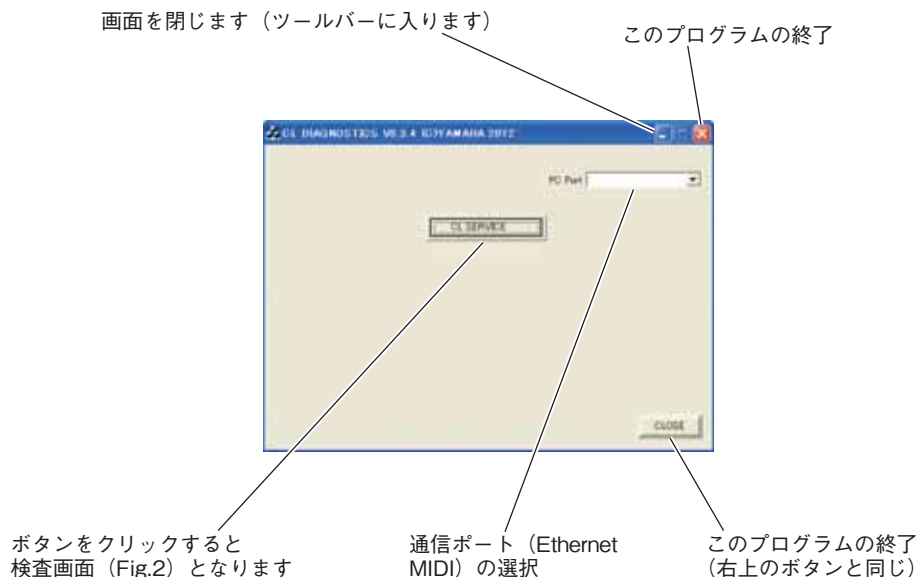 画面を閉じます（ツールバーに入ります）
このプログラムの終了
CL DIAGNOSTICS V0.3.4 (C)YAMAHA 2012
PC Port
CL SERVICE
CLOSE
ボタンをクリックすると
検査画面（Fig.2）となります
通信ポート（Ethernet
MIDI）の選択
このプログラムの終了
（右上のボタンと同じ）